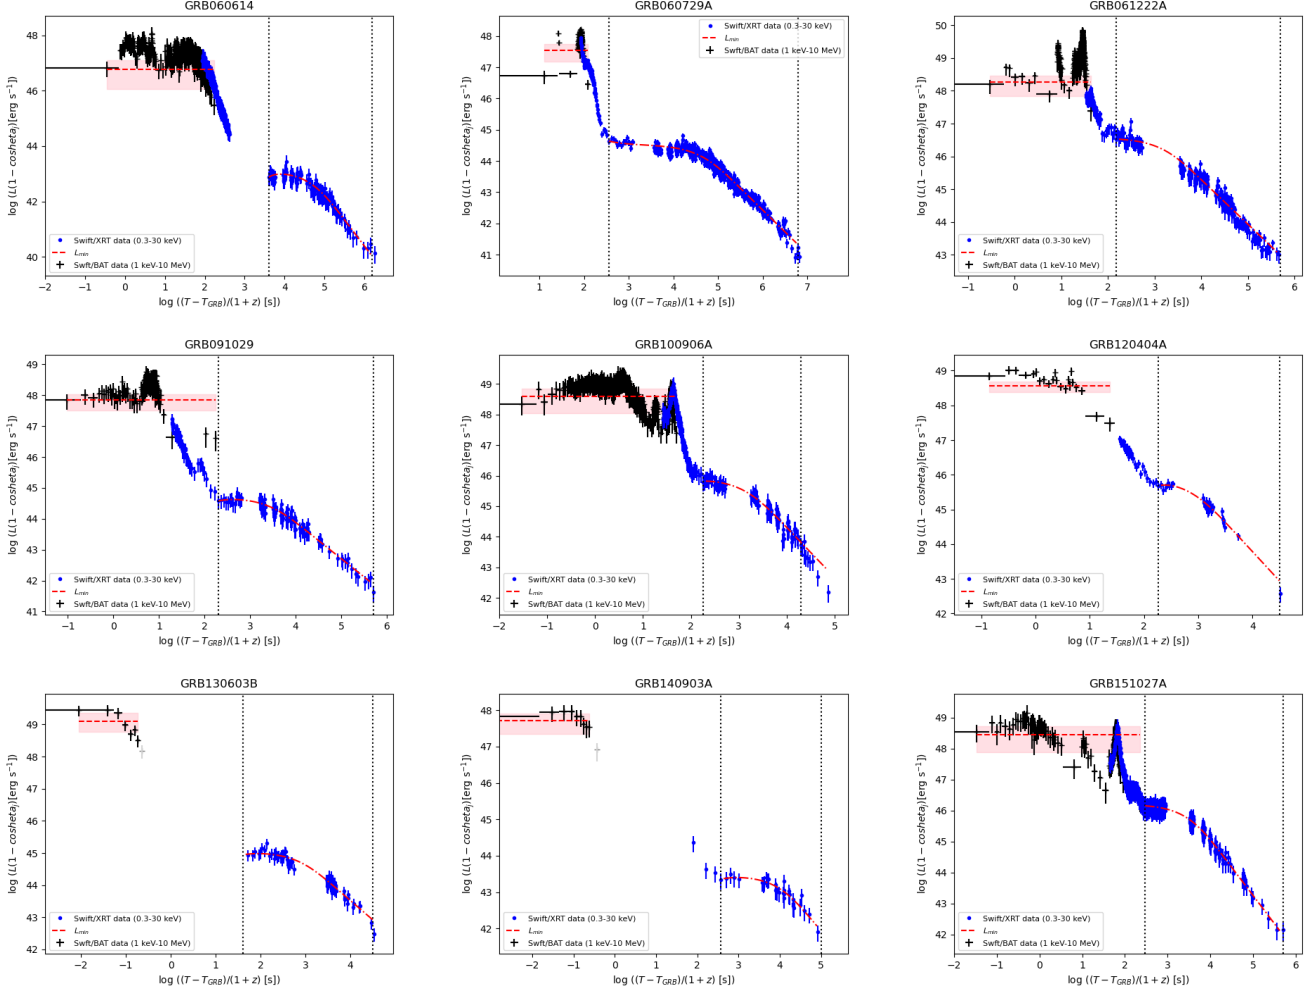 GRB060614
log ((L(1 − cosθetaj)[erg s⁻¹])
48
46
44
42
40
Swift/XRT data (0.3-30 keV)
Lmin
Swft/BAT data (1 keV-10 MeV)
−2 −1 0 1 2 3 4 5 6
log ((T − TGRB)/(1 + z) [s])
GRB060729A
log ((L(1 − cosθetaj)[erg s⁻¹])
48
47
46
45
44
43
42
41
Swift/XRT data (0.3-30 keV)
Lmin
Swift/BAT data (1 keV-10 MeV)
1 2 3 4 5 6 7
log ((T − TGRB)/(1 + z) [s])
GRB061222A
log ((L(1 − cosθetaj)[erg s⁻¹])
50
49
48
47
46
45
44
43
Swift/XRT data (0.3-30 keV)
Lmin
Swft/BAT data (1 keV-10 MeV)
−1 0 1 2 3 4 5 6
log ((T − TGRB)/(1 + z) [s])
GRB091029
log ((L(1 − cosθetaj)[erg s⁻¹])
49
48
47
46
45
44
43
42
41
Swift/XRT data (0.3-30 keV)
Lmin
Swft/BAT data (1 keV-10 MeV)
−1 0 1 2 3 4 5 6
log ((T − TGRB)/(1 + z) [s])
GRB100906A
log ((L(1 − cosθetaj)[erg s⁻¹])
49
48
47
46
45
44
43
42
Swift/XRT data (0.3-30 keV)
Lmin
Swft/BAT data (1 keV-10 MeV)
−2 −1 0 1 2 3 4 5
log ((T − TGRB)/(1 + z) [s])
GRB120404A
log ((L(1 − cosθetaj)[erg s⁻¹])
49
48
47
46
45
44
43
42
Swift/XRT data (0.3-30 keV)
Lmin
Swft/BAT data (1 keV-10 MeV)
−1 0 1 2 3 4
log ((T − TGRB)/(1 + z) [s])
GRB130603B
log ((L(1 − cosθetaj)[erg s⁻¹])
49
48
47
46
45
44
43
42
Swift/XRT data (0.3-30 keV)
Lmin
Swft/BAT data (1 keV-10 MeV)
−2 −1 0 1 2 3 4
log ((T − TGRB)/(1 + z) [s])
GRB140903A
log ((L(1 − cosθetaj)[erg s⁻¹])
48
47
46
45
44
43
42
Swift/XRT data (0.3-30 keV)
Lmin
Swft/BAT data (1 keV-10 MeV)
−2 −1 0 1 2 3 4 5
log ((T − TGRB)/(1 + z) [s])
GRB151027A
log ((L(1 − cosθetaj)[erg s⁻¹])
49
48
47
46
45
44
43
42
Swift/XRT data (0.3-30 keV)
Lmin
Swft/BAT data (1 keV-10 MeV)
−2 −1 0 1 2 3 4 5 6
log ((T − TGRB)/(1 + z) [s])